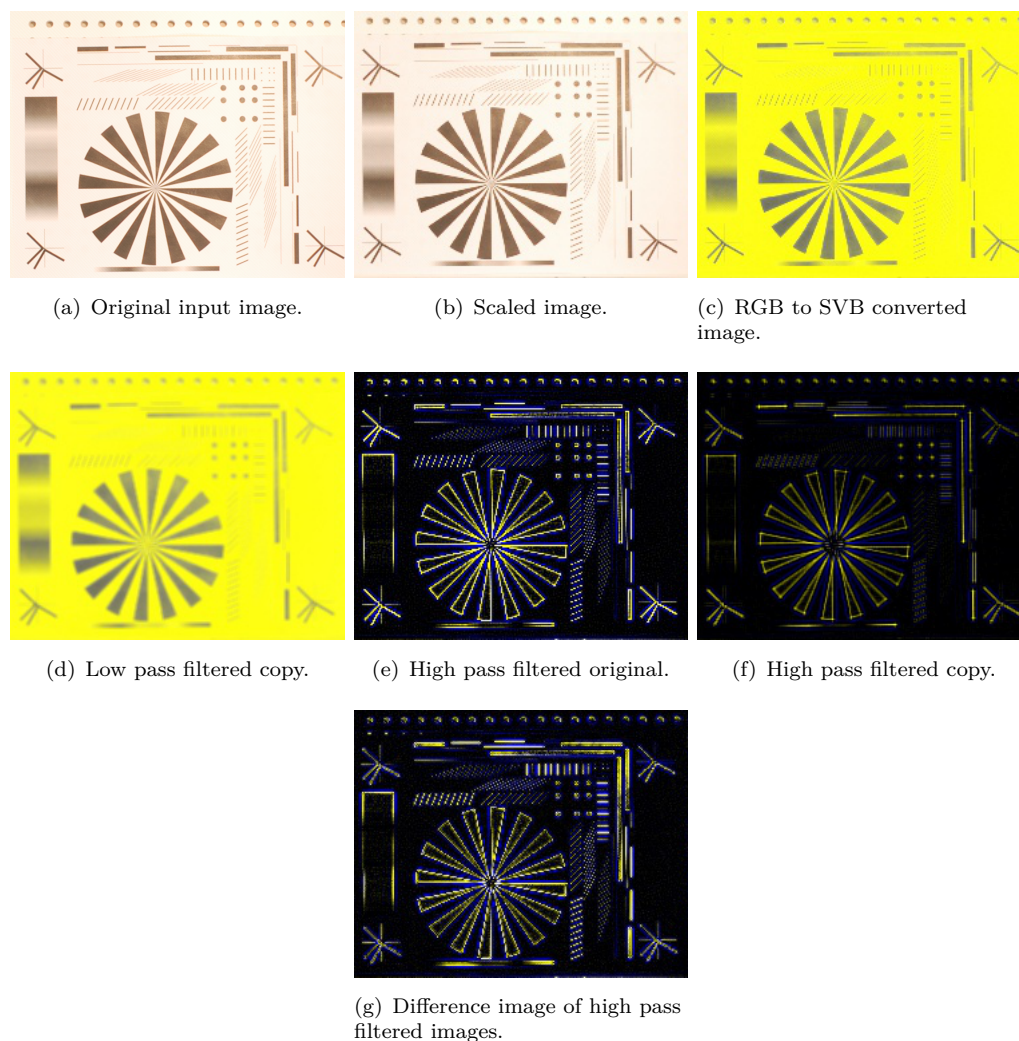 (a) Original input image.
(b) Scaled image.
(c) RGB to SVB converted
image.
(d) Low pass filtered copy.
(e) High pass filtered original.
(f) High pass filtered copy.
(g) Difference image of high pass
filtered images.